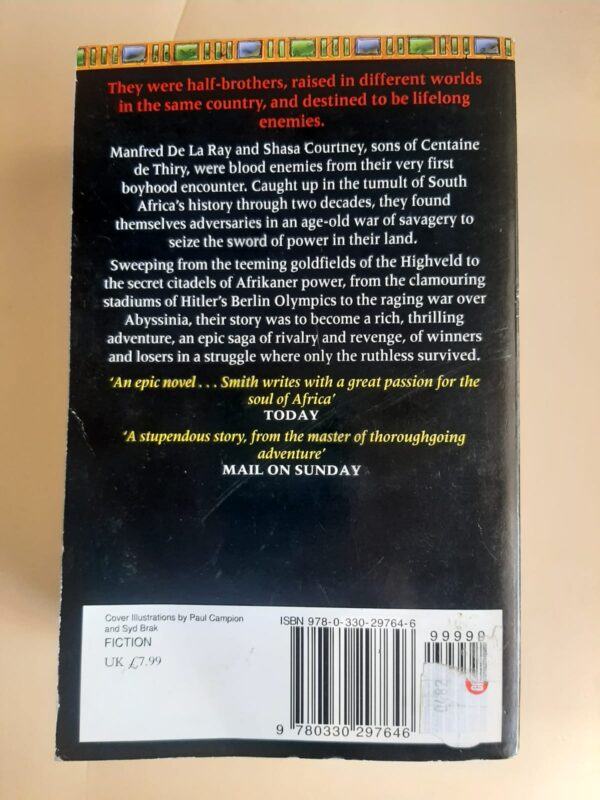 They were half-brothers, raised in different worlds
in the same country, and destined to be lifelong
enemies.
Manfred De La Ray and Shasa Courtney, sons of Centaine
de Thiry, were blood enemies from their very first
boyhood encounter. Caught up in the tumult of South
Africa's history through two decades, they found
themselves adversaries in an age-old war of savagery to
seize the sword of power in their land.
Sweeping from the teeming goldfields of the Highveld to
the secret citadels of Afrikaner power, from the clamouring
stadiums of Hitler's Berlin Olympics to the raging war over
Abyssinia, their story was to become a rich, thrilling
adventure, an epic saga of rivalry and revenge, of winners
and losers in a struggle where only the ruthless survived.
'An epic novel . . . Smith writes with a great passion for the
soul of Africa'
TODAY
'A stupendous story, from the master of thoroughgoing
adventure'
MAIL ON SUNDAY
Cover Illustrations by Paul Campion
and Syd Brak
FICTION
UK £7.99
ISBN 978-0-330-29764-6
99999
9 780330 297646